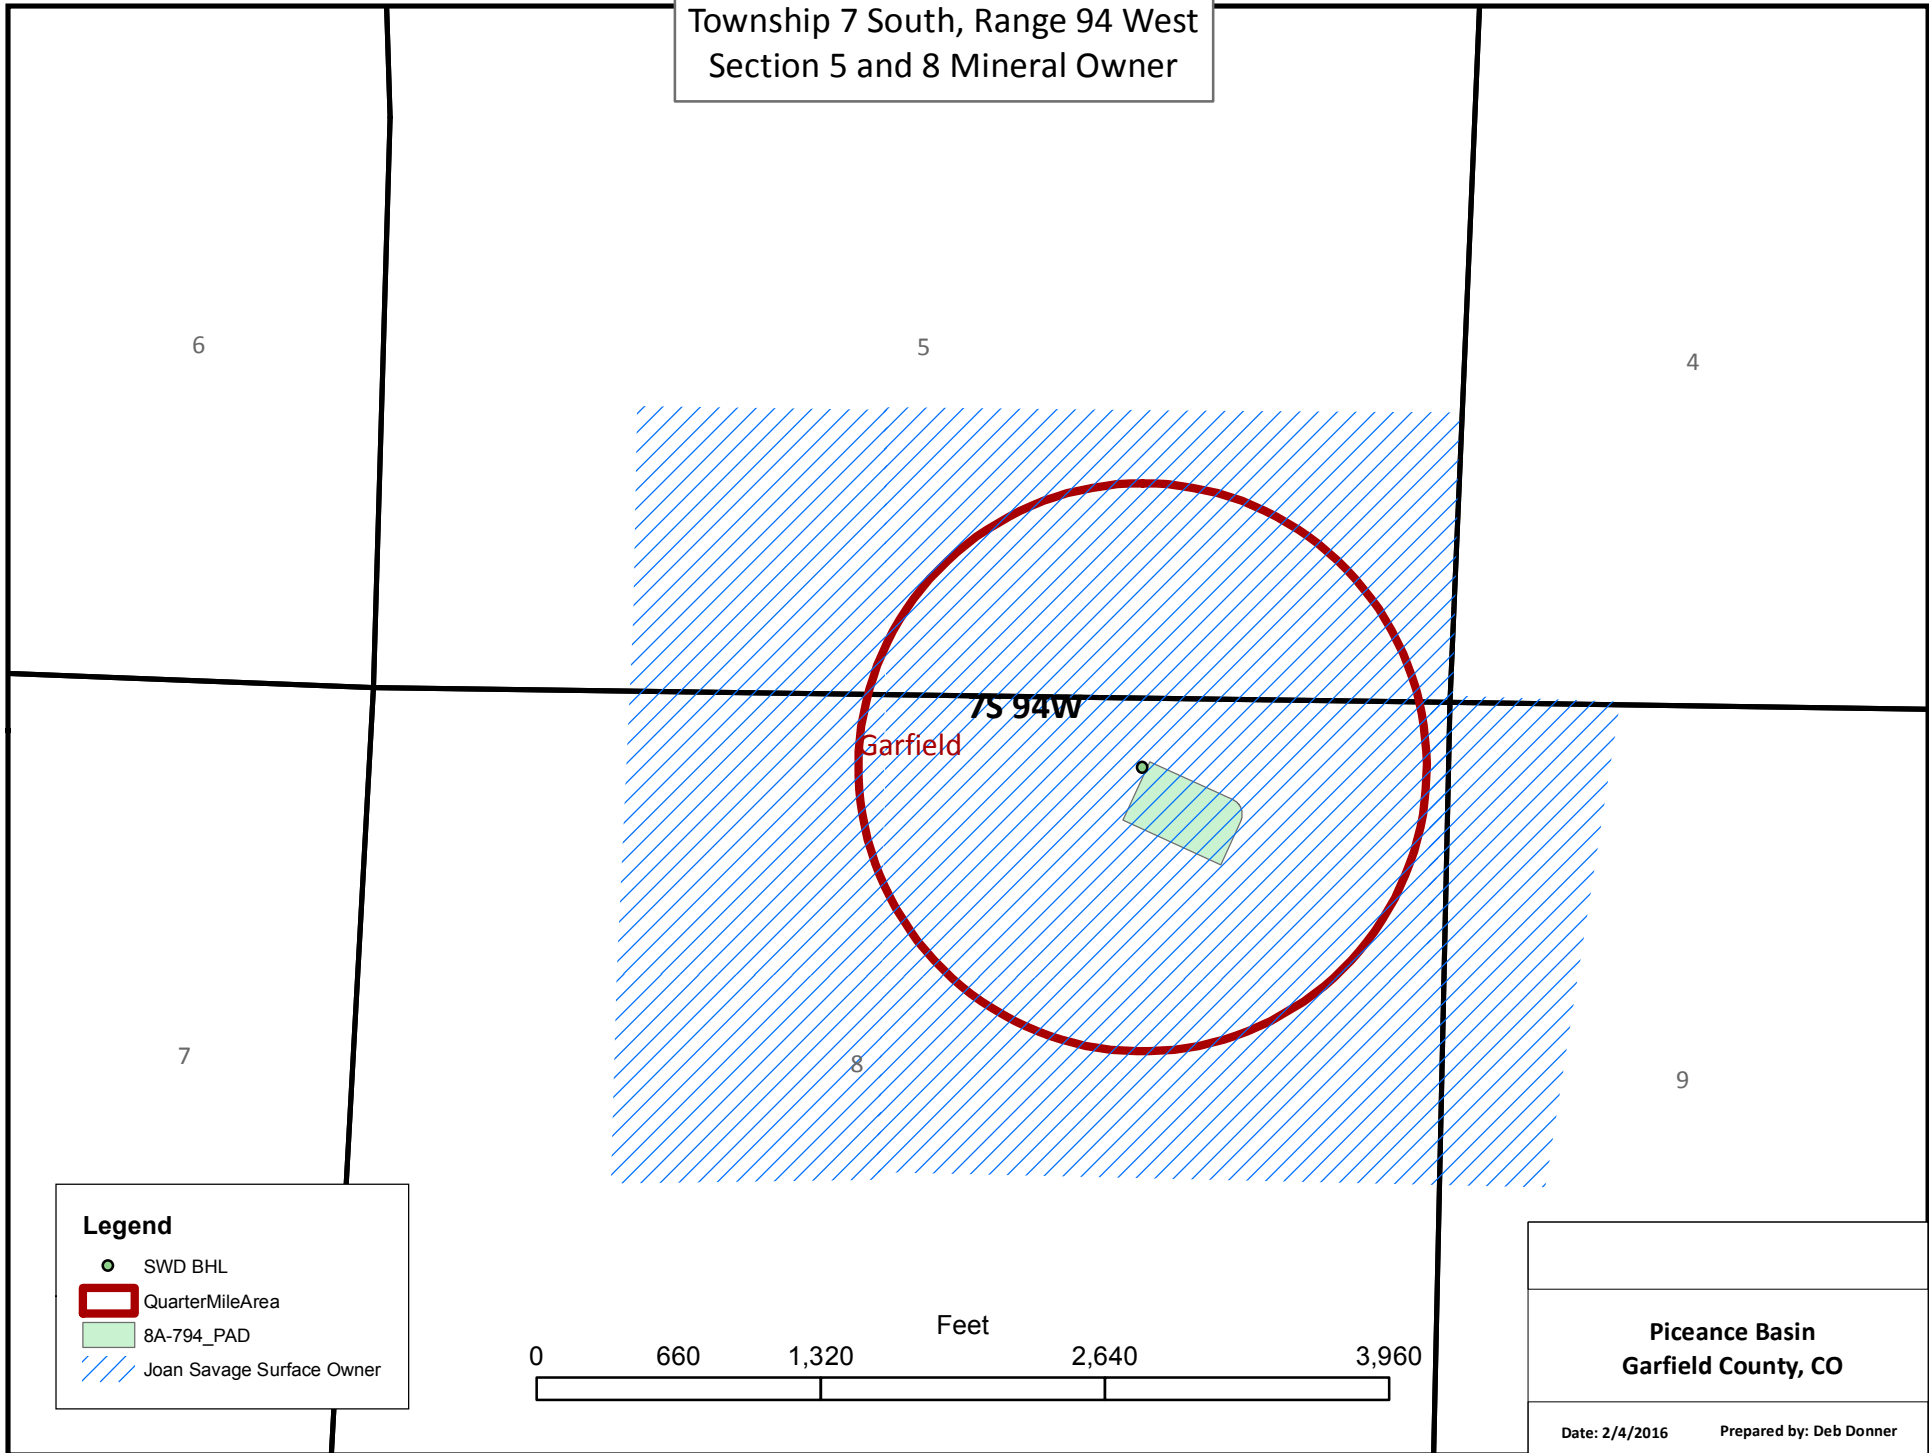 Township 7 South, Range 94 West
Section 5 and 8 Mineral Owner
6
5
4
7S 94W
Garfield
7
8
9
Legend
SWD BHL
QuarterMileArea
8A-794_PAD
Joan Savage Surface Owner
Feet
0 660 1,320 2,640 3,960
Piceance Basin
Garfield County, CO
Date: 2/4/2016 Prepared by: Deb Donner